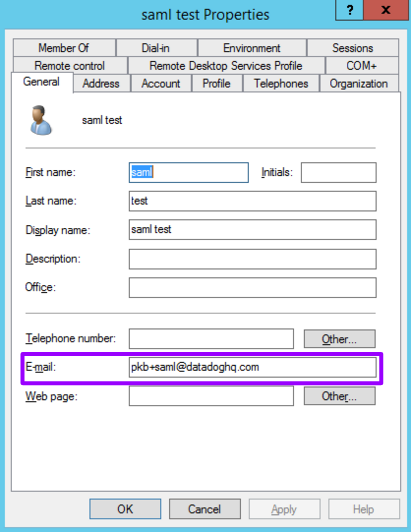 saml test Properties
? x
Member Of Dial-in Environment Sessions
Remote control Remote Desktop Services Profile COM+
General Address Account Profile Telephones Organization
saml test
First name: saml Initials:
Last name: test
Display name: saml test
Description:
Office:
Telephone number: Other...
E-mail: pkb+saml@datadoghq.com
Web page: Other...
OK Cancel Apply Help